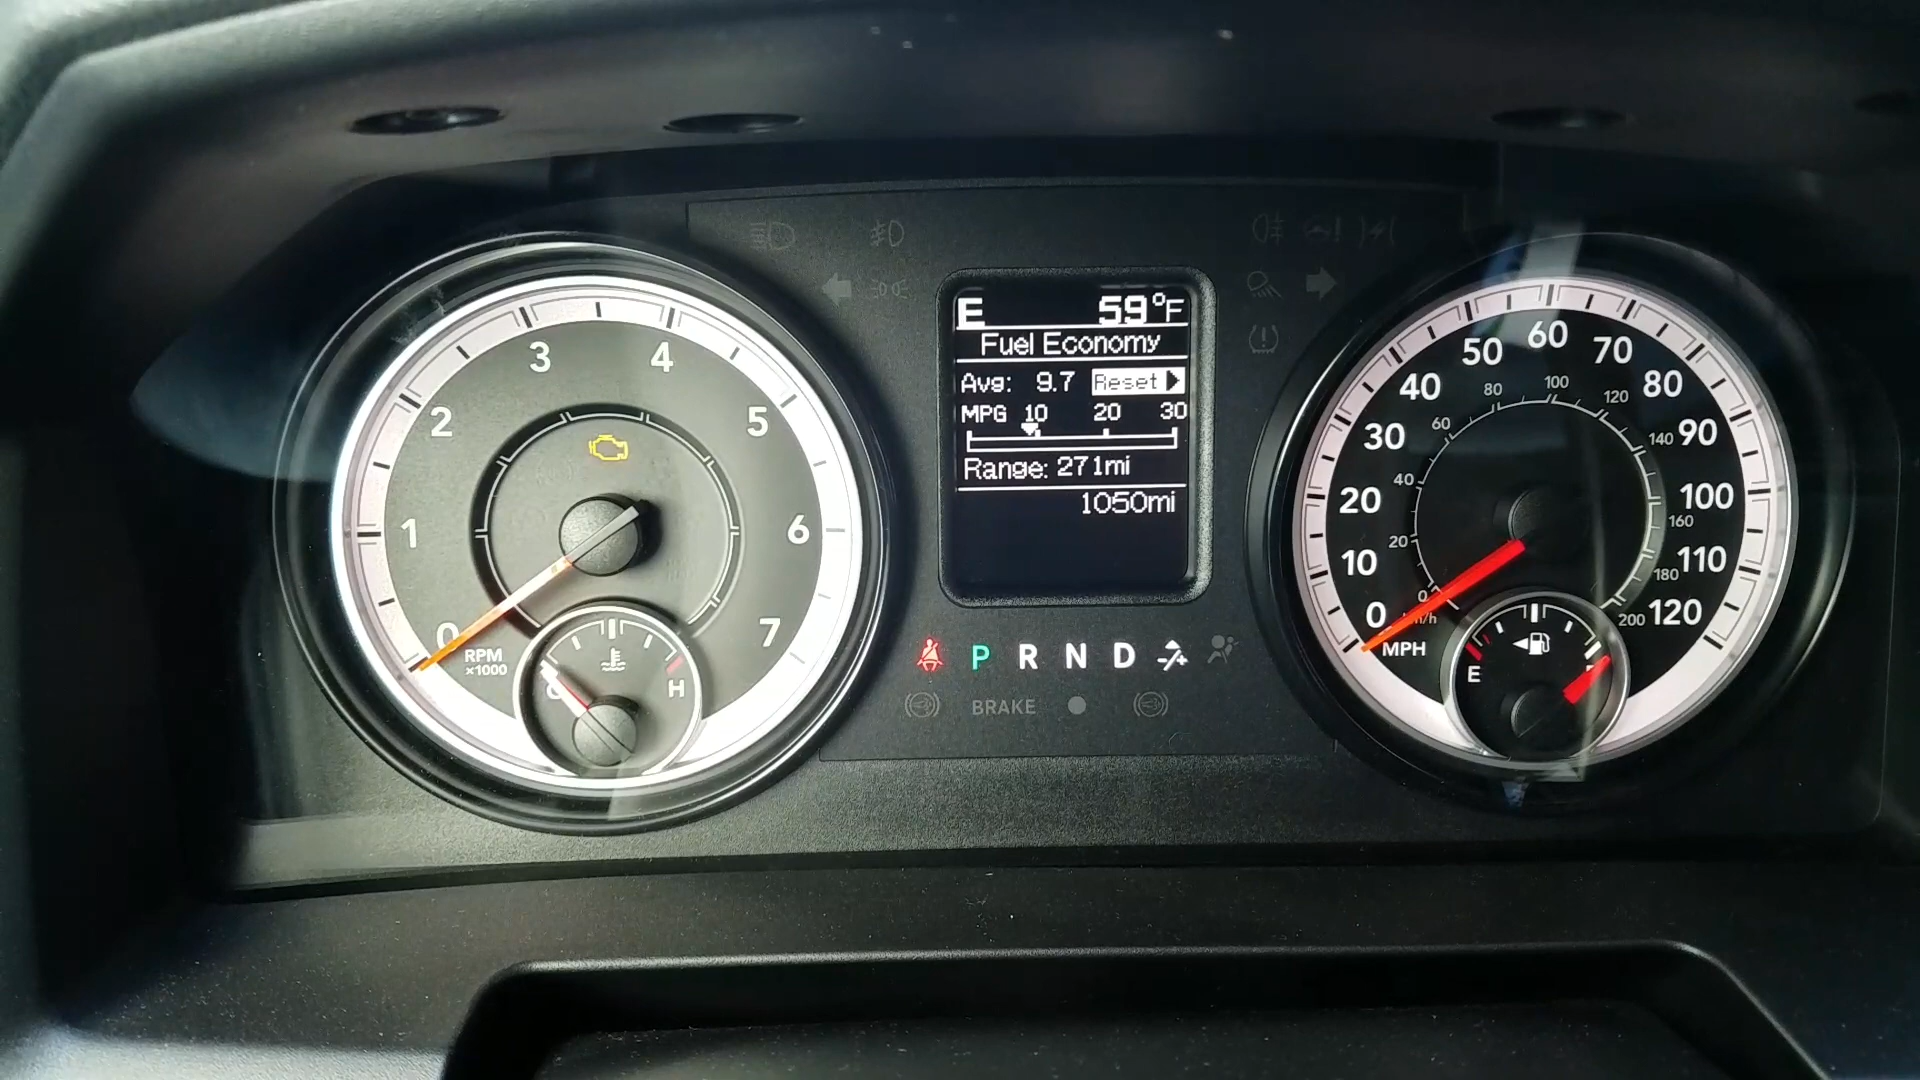 E 59°F
Fuel Economy
Avg: 9.7 Reset
MPG 10 20 30
Range: 271mi
1050mi
0 1 2 3 4 5 6 7
RPM
x1000
H
P R N D
BRAKE
0 10 20 30 40 50 60 70 80 90 100 110 120
MPH
0 20 40 60 80 100 120 140 160 180 200
E